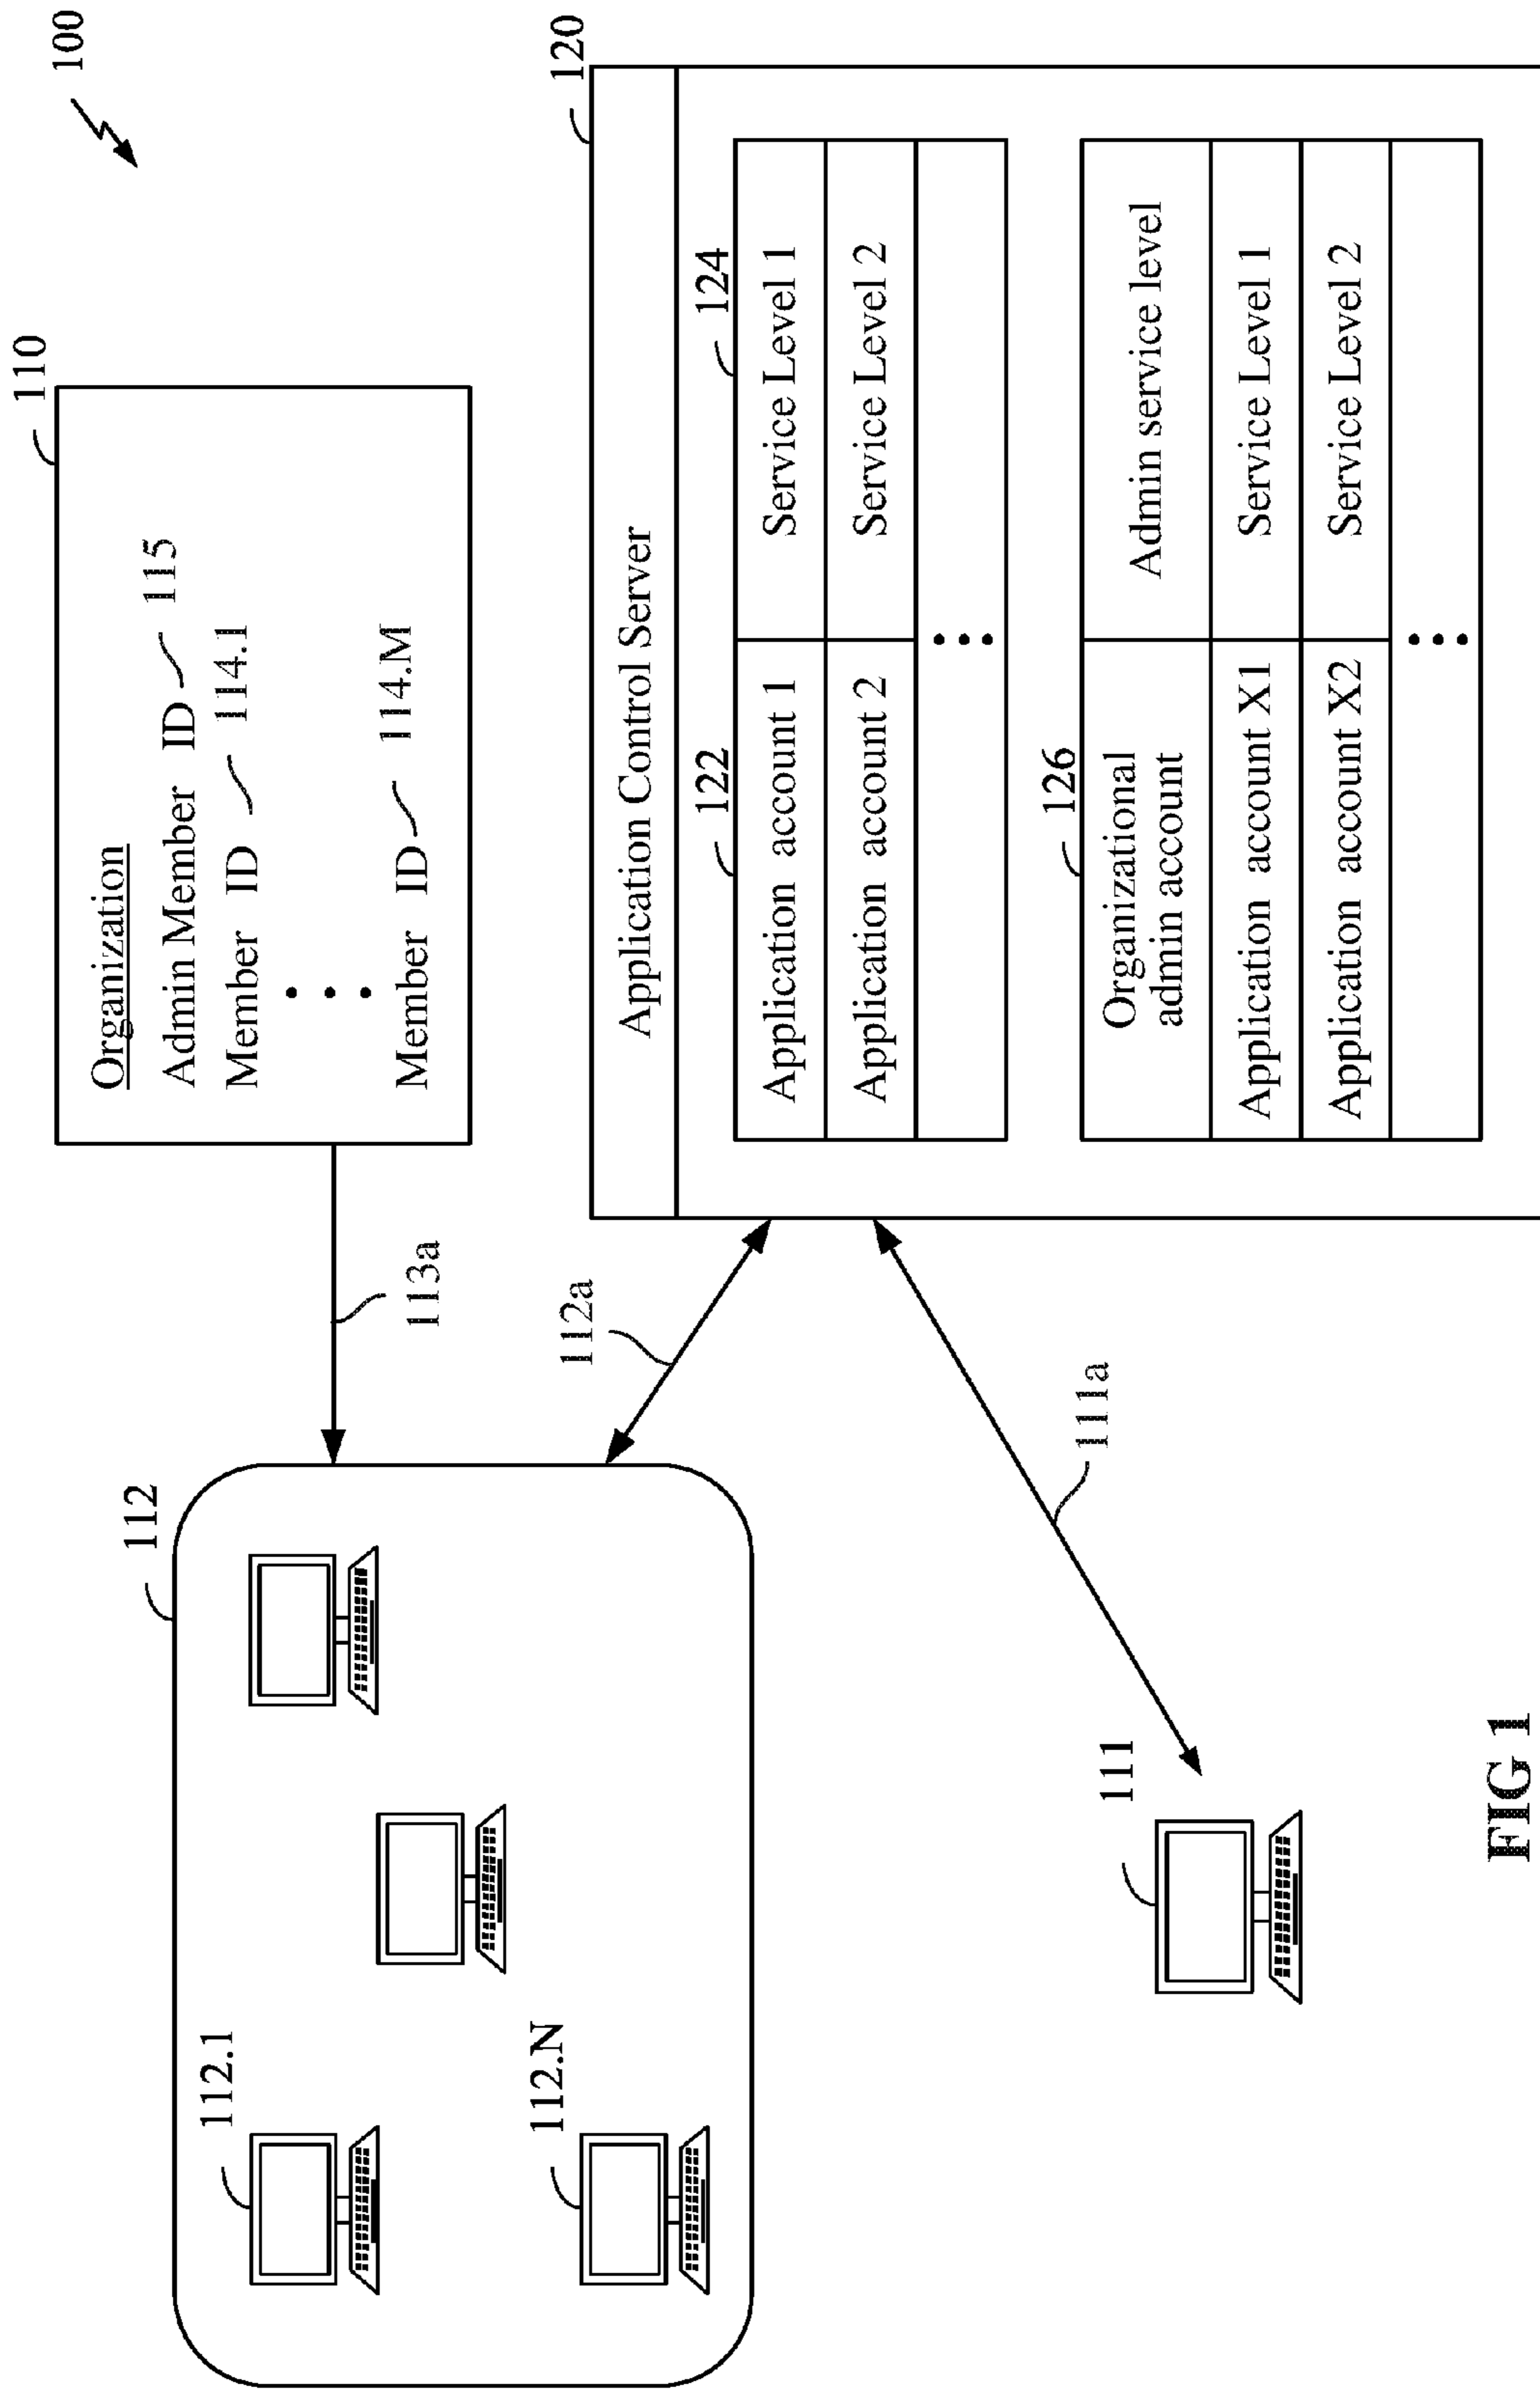 100
110
Organization
Admin Member ID 115
Member ID 114.1
Member ID 114.M
113a
112
112.1
112.N
112a
120
Application Control Server
122
124
Application account 1 Service Level 1
Application account 2 Service Level 2
126
Organizational
admin account
Admin service level
Application account X1 Service Level 1
Application account X2 Service Level 2
111a
111
FIG 1